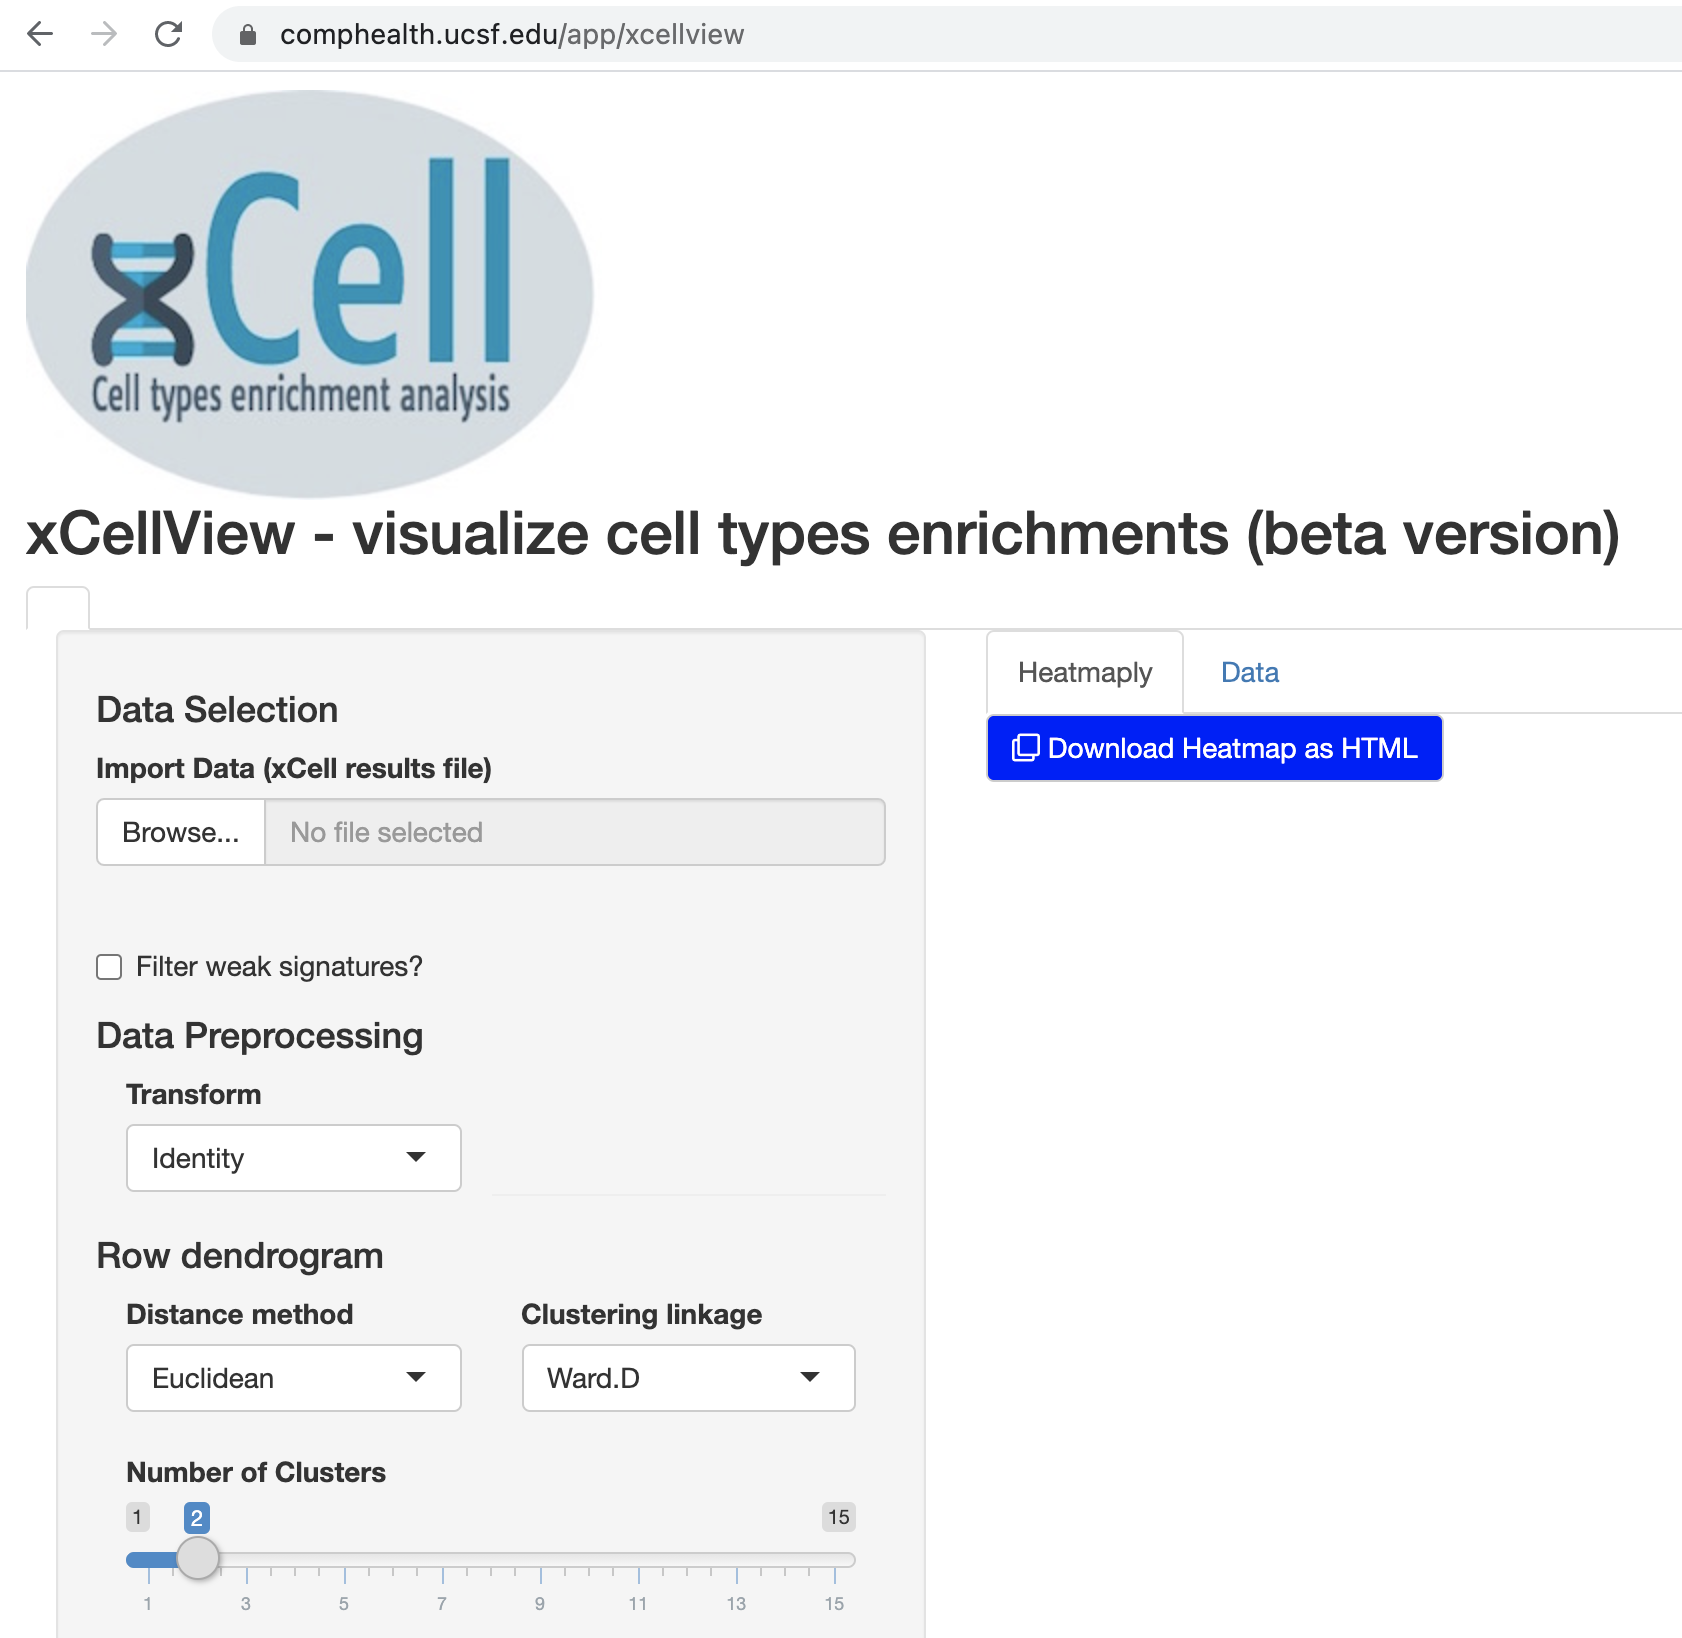 comphealth.ucsf.edu/app/xcellview
xCell
Cell types enrichment analysis
xCellView - visualize cell types enrichments (beta version)
Data Selection
Import Data (xCell results file)
Browse... No file selected
Filter weak signatures?
Data Preprocessing
Transform
Identity
Row dendrogram
Distance method Clustering linkage
Euclidean Ward.D
Number of Clusters
1 2 15
1 3 5 7 9 11 13 15
Heatmaply Data
Download Heatmap as HTML